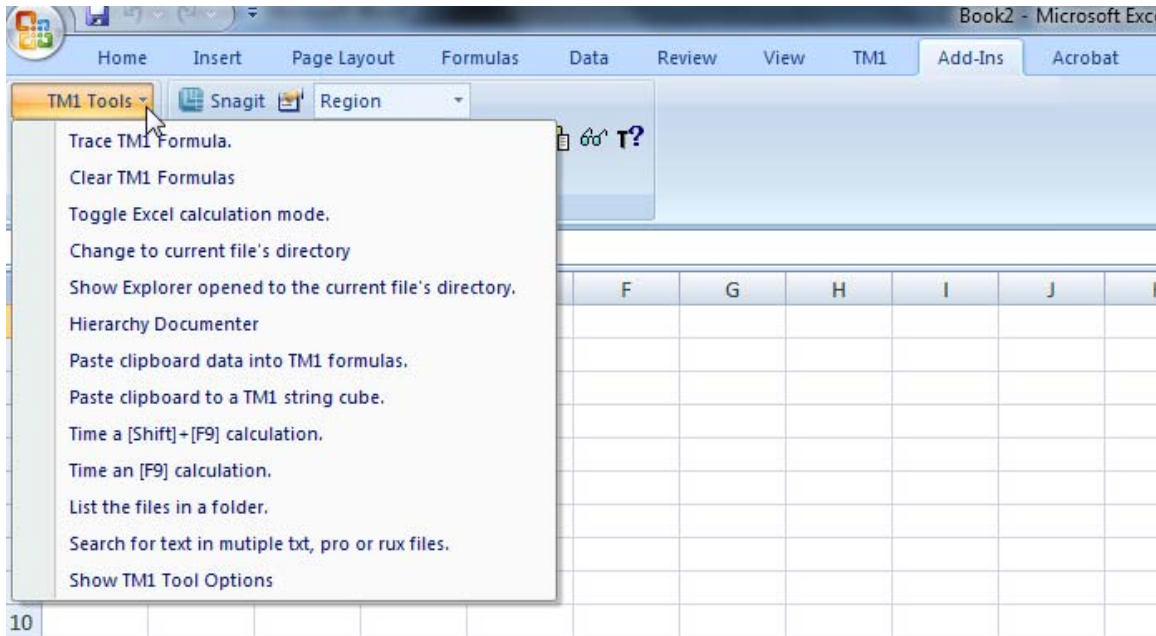 Book2 - Microsoft Exc
Home Insert Page Layout Formulas Data Review View TM1 Add-Ins Acrobat
TM1 Tools Snagit Region
T?
Trace TM1 Formula.
Clear TM1 Formulas
Toggle Excel calculation mode.
Change to current file's directory
Show Explorer opened to the current file's directory.
F G H I J
Hierarchy Documenter
Paste clipboard data into TM1 formulas.
Paste clipboard to a TM1 string cube.
Time a [Shift]+[F9] calculation.
Time an [F9] calculation.
List the files in a folder.
Search for text in mutiple txt, pro or rux files.
Show TM1 Tool Options
10